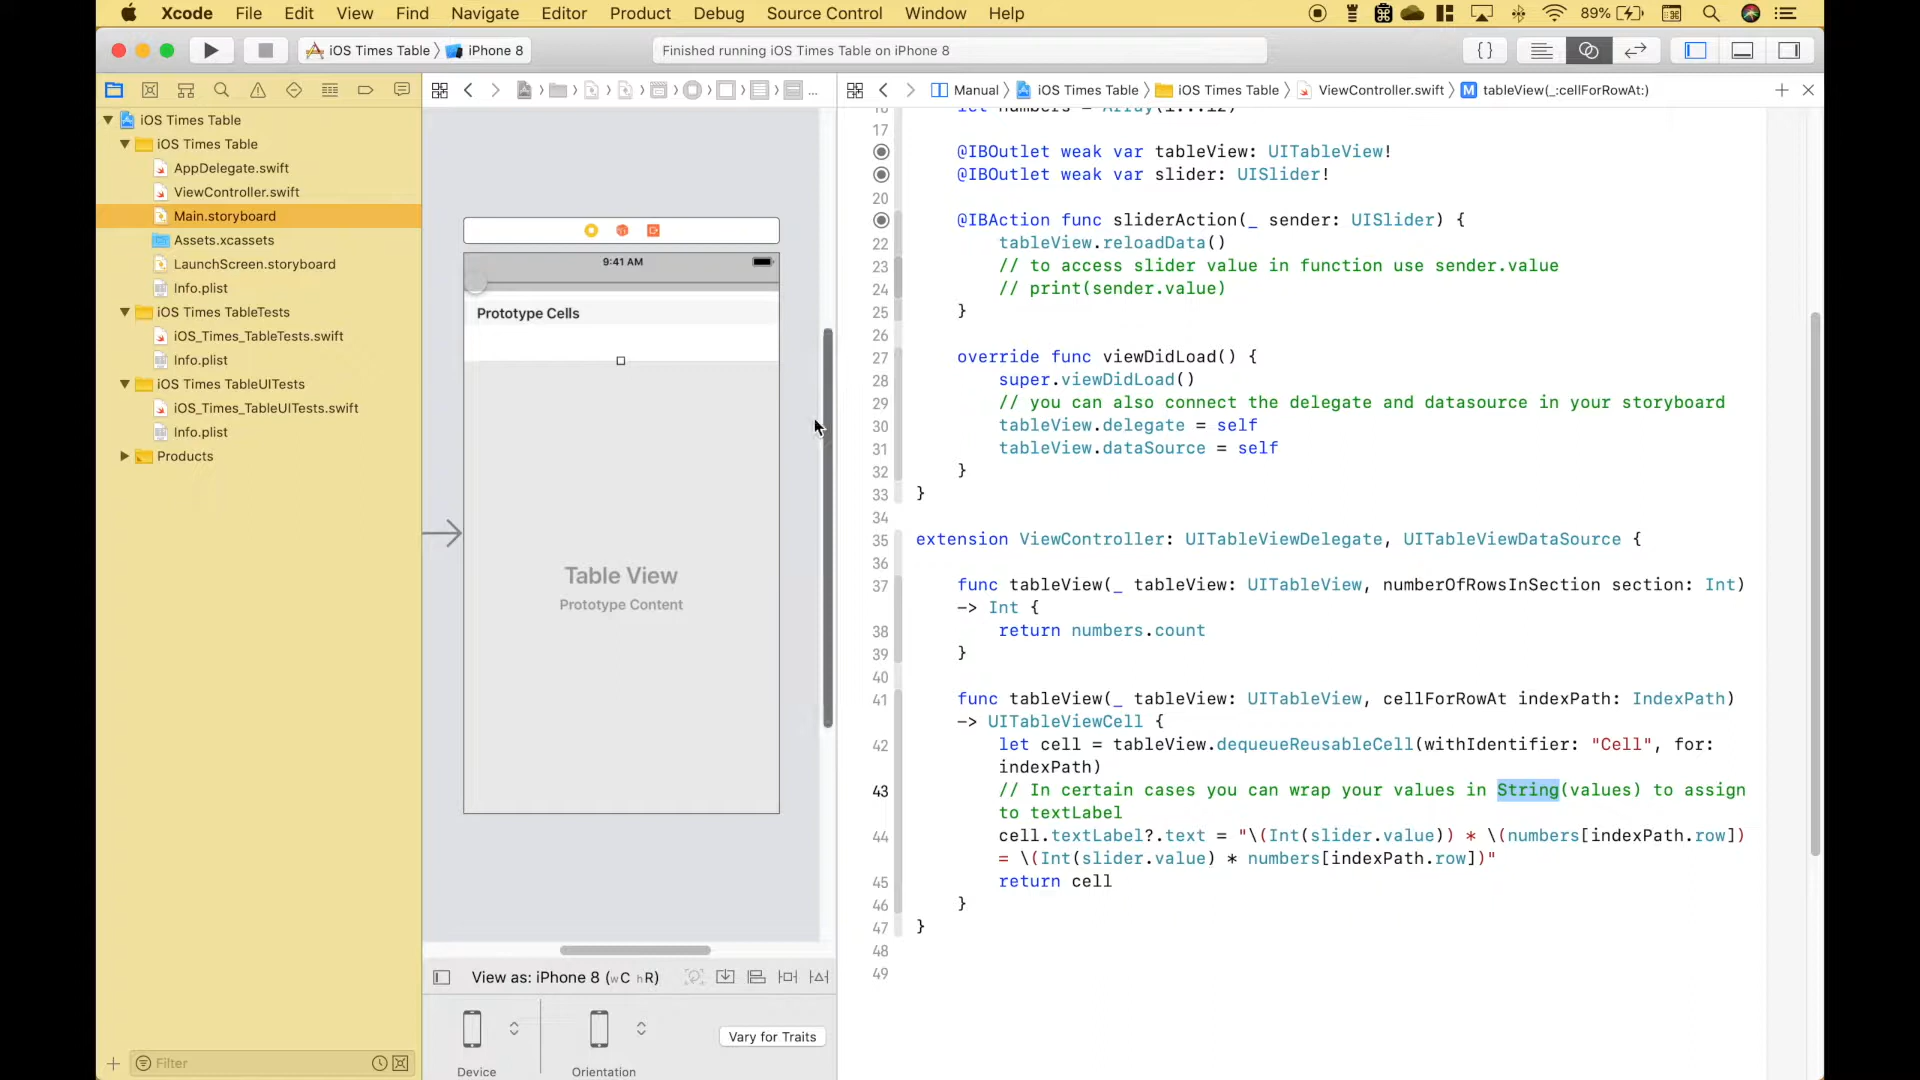 Xcode File Edit View Find Navigate Editor Product Debug Source Control Window Help 89%
iOS Times Table iPhone 8
Finished running iOS Times Table on iPhone 8
{ }
...
Manual iOS Times Table iOS Times Table ViewController.swift M tableView(_:cellForRowAt:)
iOS Times Table
iOS Times Table
AppDelegate.swift
ViewController.swift
Main.storyboard
Assets.xcassets
LaunchScreen.storyboard
Info.plist
iOS Times TableTests
iOS_Times_TableTests.swift
Info.plist
iOS Times TableUITests
iOS_Times_TableUITests.swift
Info.plist
Products
Filter
9:41 AM
Prototype Cells
Table View
Prototype Content
View as: iPhone 8 (wC hR)
Device
Orientation
Vary for Traits
16 let numbers = Array(1...12)
17
@IBOutlet weak var tableView: UITableView!
@IBOutlet weak var slider: UISlider!
20
@IBAction func sliderAction(_ sender: UISlider) {
22 tableView.reloadData()
23 // to access slider value in function use sender.value
24 // print(sender.value)
25 }
26
27 override func viewDidLoad() {
28 super.viewDidLoad()
29 // you can also connect the delegate and datasource in your storyboard
30 tableView.delegate = self
31 tableView.dataSource = self
32 }
33 }
34
35 extension ViewController: UITableViewDelegate, UITableViewDataSource {
36
37 func tableView(_ tableView: UITableView, numberOfRowsInSection section: Int)
-> Int {
38 return numbers.count
39 }
40
41 func tableView(_ tableView: UITableView, cellForRowAt indexPath: IndexPath)
-> UITableViewCell {
42 let cell = tableView.dequeueReusableCell(withIdentifier: "Cell", for:
indexPath)
43 // In certain cases you can wrap your values in String(values) to assign
to textLabel
44 cell.textLabel?.text = "\(Int(slider.value)) * \(numbers[indexPath.row])
= \(Int(slider.value) * numbers[indexPath.row])"
45 return cell
46 }
47 }
48
49